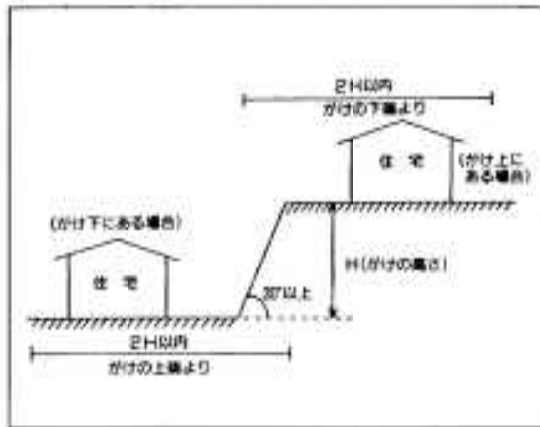 2H以内
がけの下端より
住宅
(がけ上に
ある場合)
(がけ下にある場合)
住宅
H(がけの高さ)
30°以上
2H以内
がけの上端より